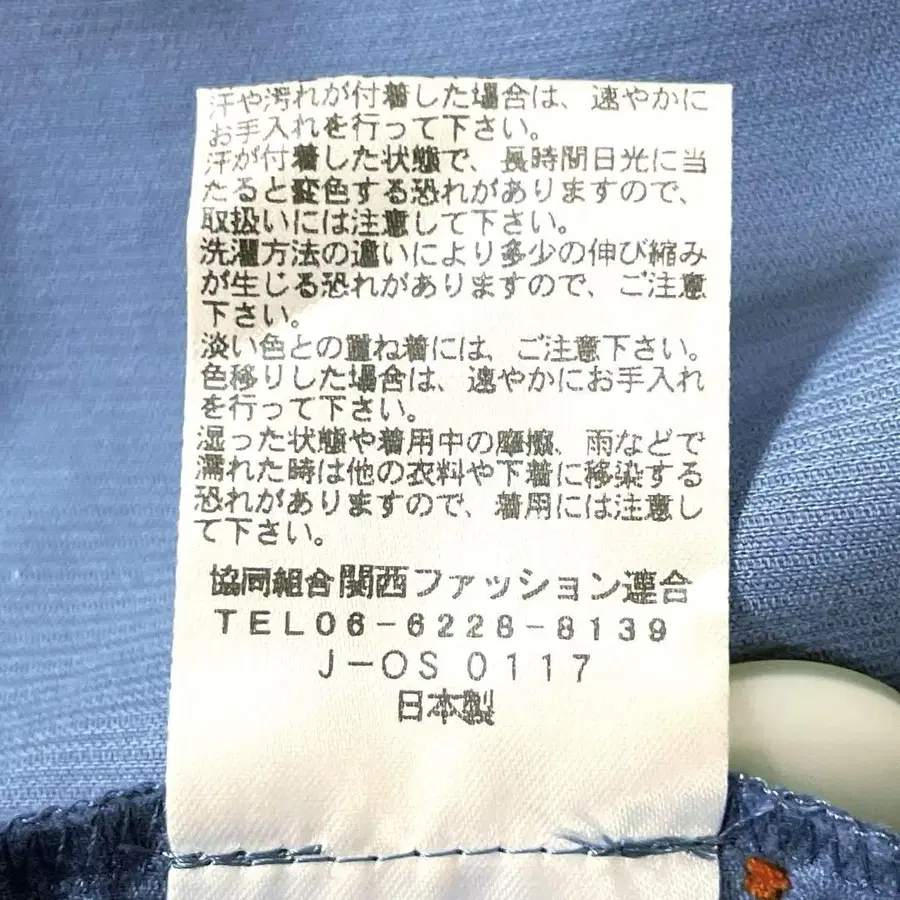 汗や汚れが付着した場合は、速やかに
お手入れを行って下さい。
汗が付着した状態で、長時間日光に当
たると変色する恐れがありますので、
取扱いには注意して下さい。
洗濯方法の違いにより多少の伸び縮み
が生じる恐れがありますので、ご注意
下さい。
淡い色との重ね着には、ご注意下さい。
色移りした場合は、速やかにお手入れ
を行って下さい。
湿った状態や着用中の摩擦、雨などで
濡れた時は他の衣料や下着に移染する
恐れがありますので、着用には注意し
て下さい。
協同組合関西ファッション連合
TEL06-6228-8139
J-OS 0117
日本製